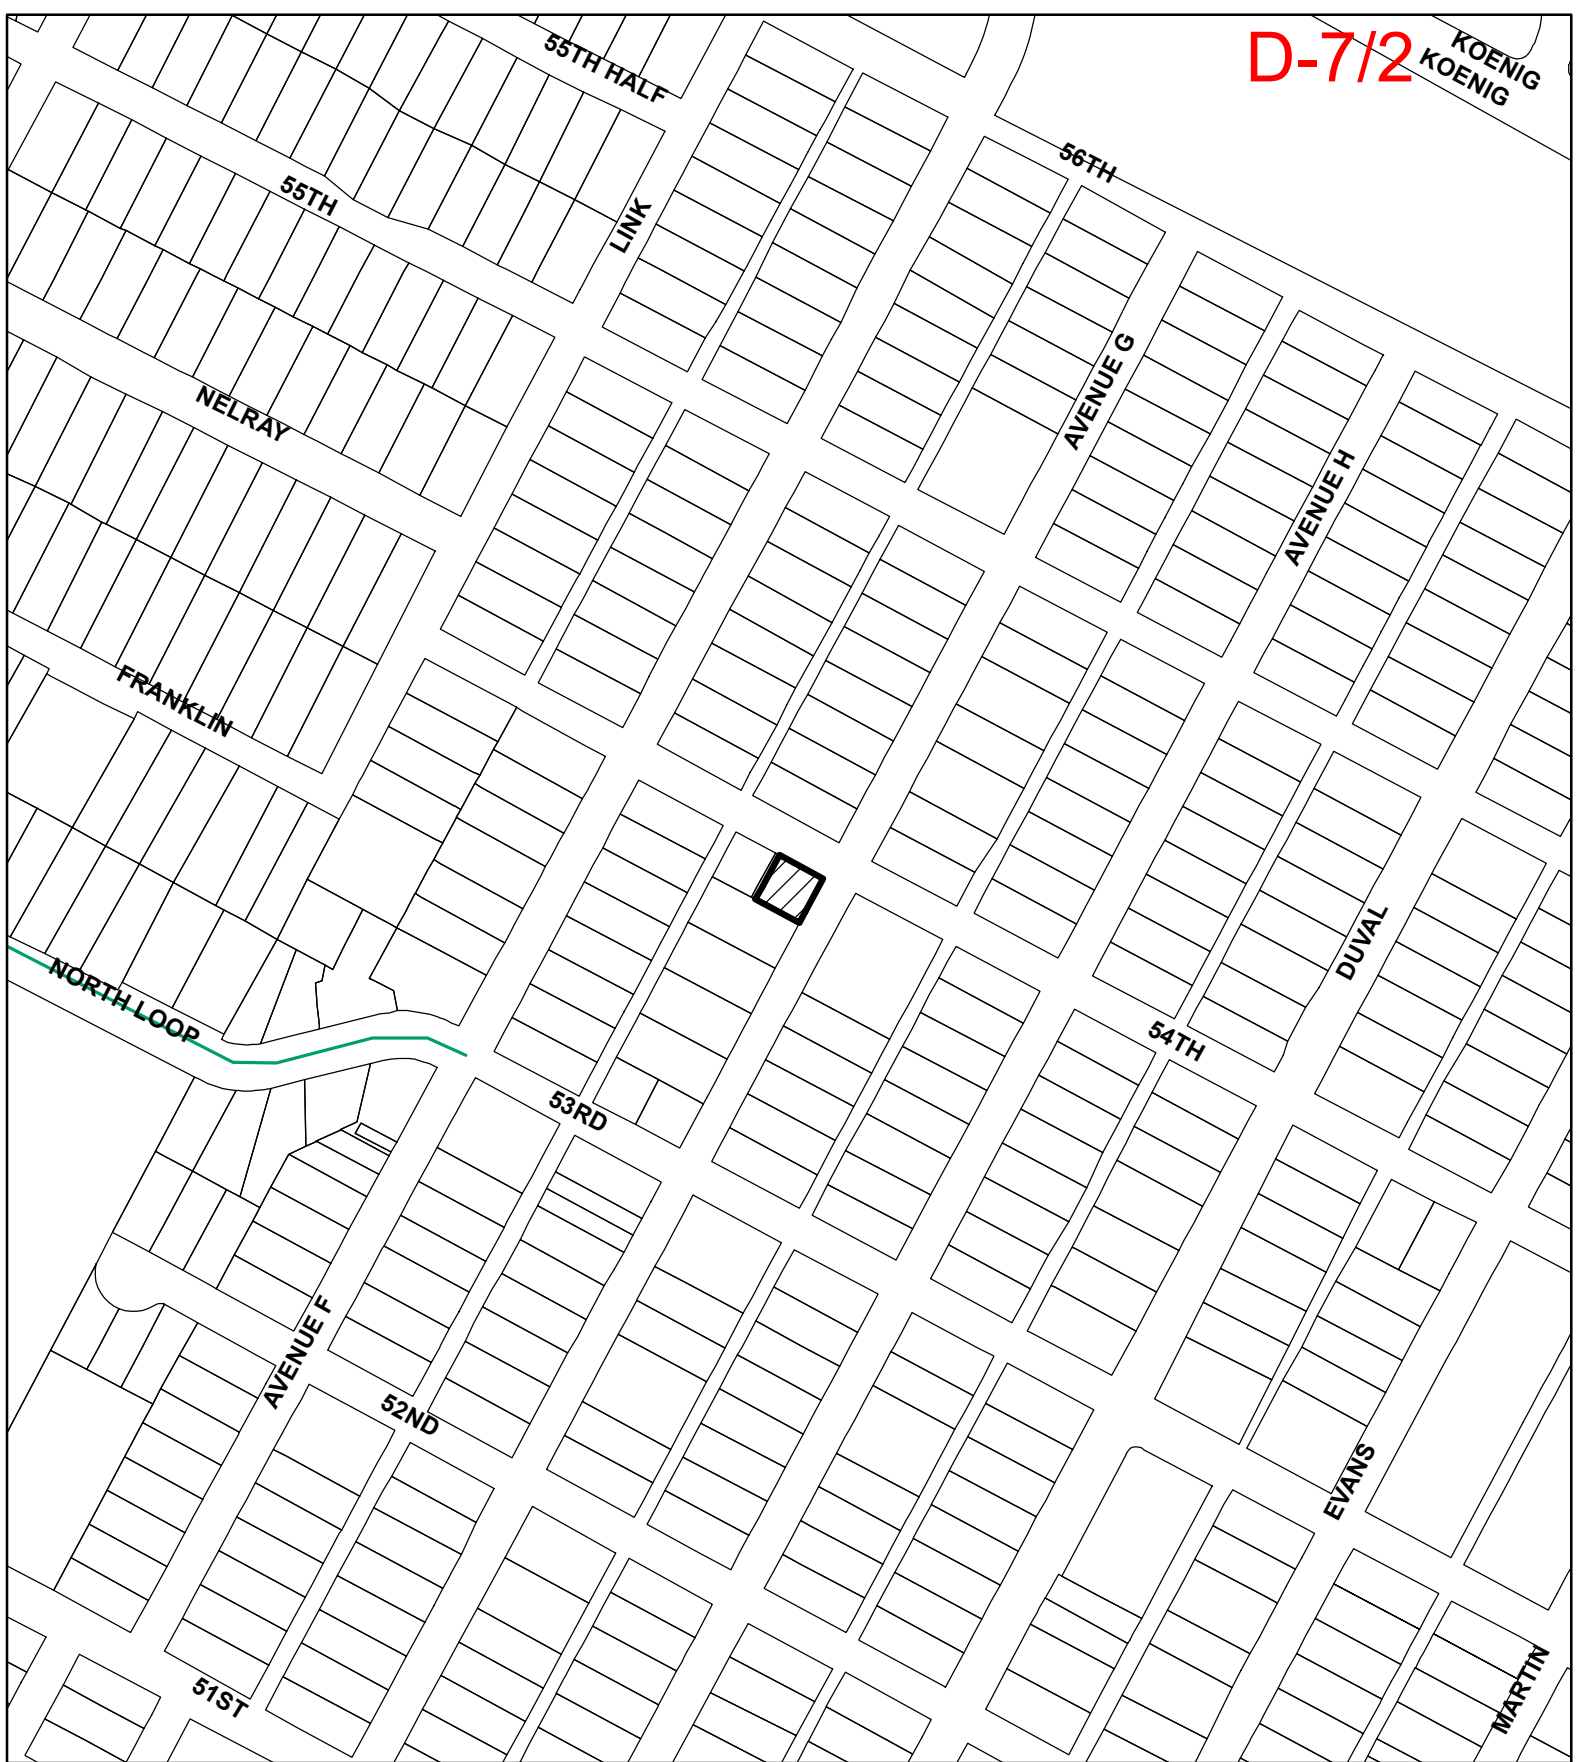 D-7/2
KOENIG
KOENIG
55TH HALF
56TH
55TH
LINK
AVENUE G
NELRAY
AVENUE H
FRANKLIN
DUVAL
NORTH LOOP
54TH
53RD
AVENUE F
52ND
EVANS
51ST
MARTIN